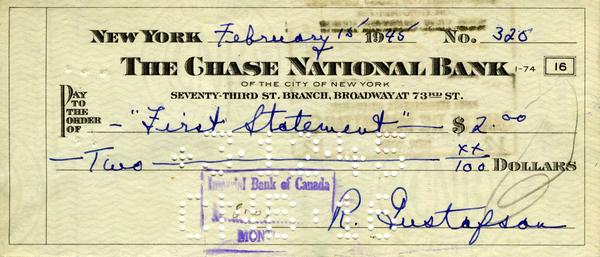 NEW YORK February 15 1945 No. 320
THE CHASE NATIONAL BANK 1-74 16
OF THE CITY OF NEW YORK
SEVENTY-THIRD ST. BRANCH, BROADWAY AT 73RD ST.
PAY TO THE ORDER OF "First Statement" $ 2.00
Two xx/100 DOLLARS
Imperial Bank of Canada
R. Gustafson